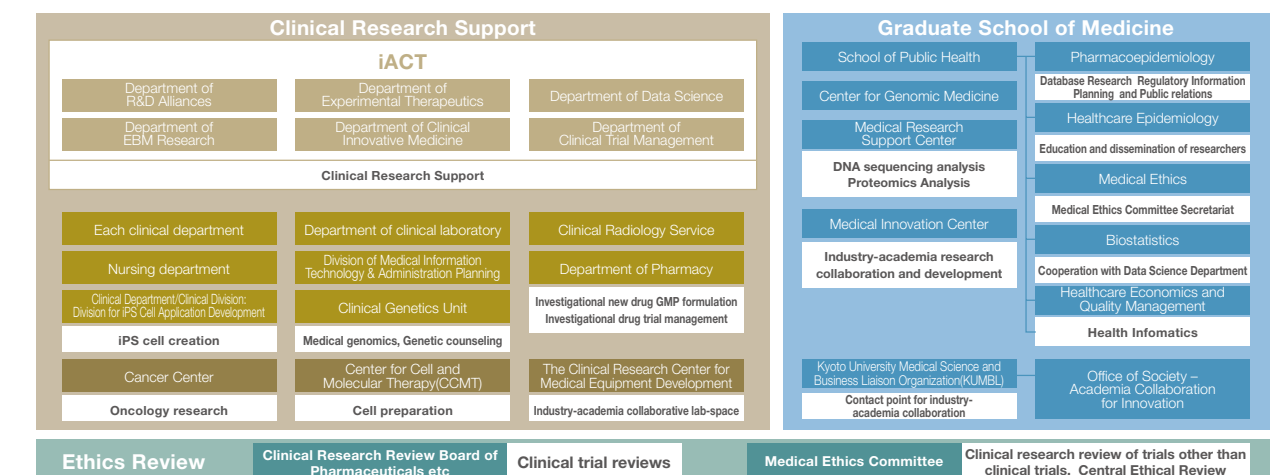 Clinical Research Support
iACT
Department of
R&D Alliances
Department of
Experimental Therapeutics
Department of Data Science
Department of
EBM Research
Department of Clinical
Innovative Medicine
Department of
Clinical Trial Management
Clinical Research Support
Each clinical department
Department of clinical laboratory
Clinical Radiology Service
Nursing department
Division of Medical Information
Technology & Administration Planning
Department of Pharmacy
Clinical Department/Clinical Division:
Division for iPS Cell Application Development
Clinical Genetics Unit
Investigational new drug GMP formulation
Investigational drug trial management
iPS cell creation
Medical genomics, Genetic counseling
Cancer Center
Center for Cell and
Molecular Therapy(CCMT)
The Clinical Research Center for
Medical Equipment Development
Oncology research
Cell preparation
Industry-academia collaborative lab-space
Graduate School of Medicine
School of Public Health
Center for Genomic Medicine
Medical Research
Support Center
DNA sequencing analysis
Proteomics Analysis
Medical Innovation Center
Industry-academia research
collaboration and development
Pharmacoepidemiology
Database Research Regulatory Information
Planning and Public relations
Healthcare Epidemiology
Education and dissemination of researchers
Medical Ethics
Medical Ethics Committee Secretariat
Biostatistics
Cooperation with Data Science Department
Healthcare Economics and
Quality Management
Health Infomatics
Kyoto University Medical Science and
Business Liaison Organization(KUMBL)
Contact point for industry-
academia collaboration
Office of Society –
Academia Collaboration
for Innovation
Ethics Review
Clinical Research Review Board of
Pharmaceuticals etc
Clinical trial reviews
Medical Ethics Committee
Clinical research review of trials other than
clinical trials, Central Ethical Review